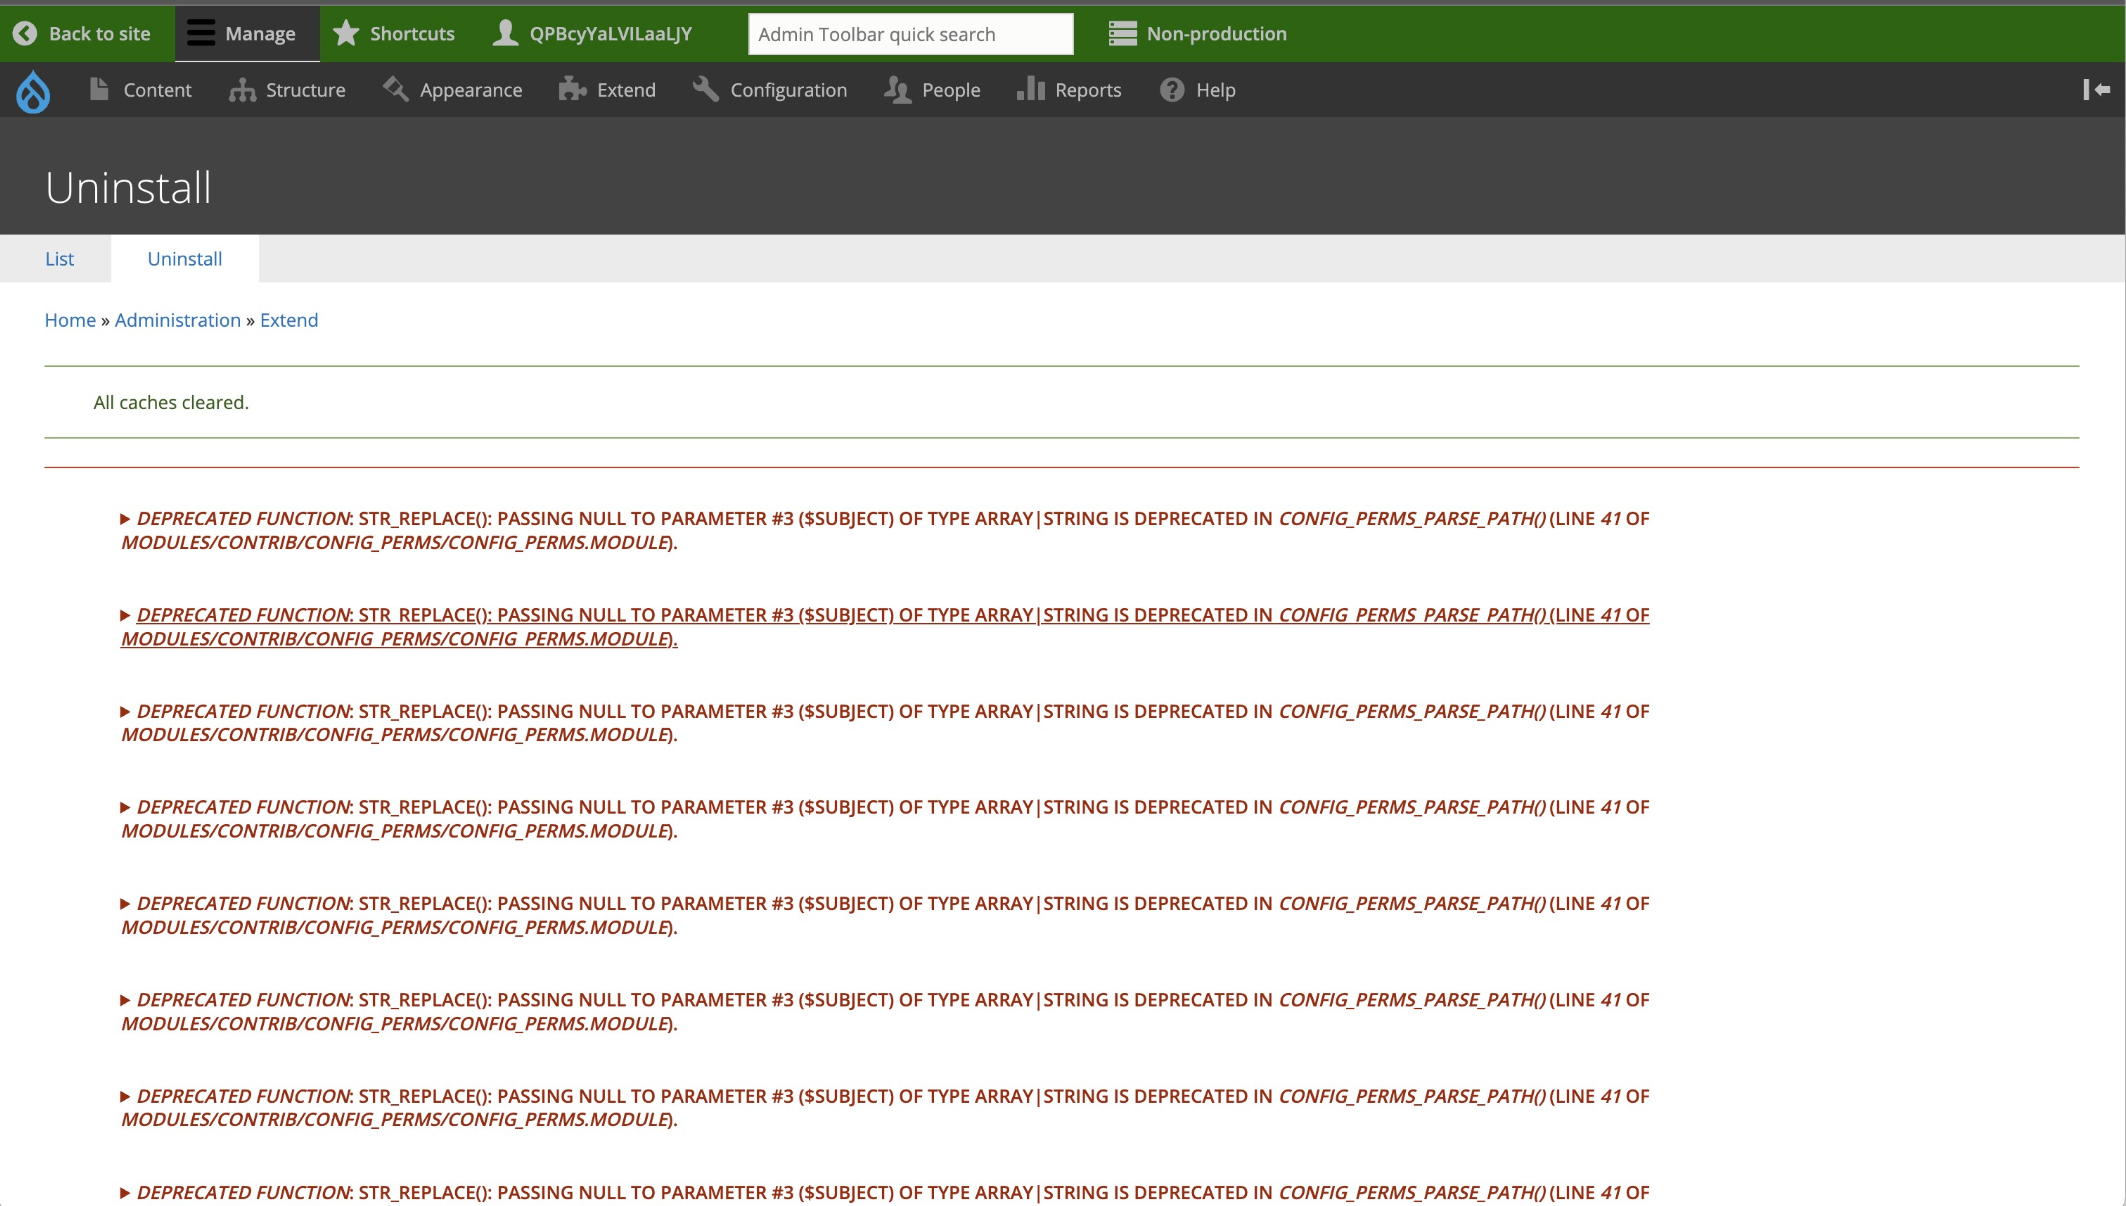 Back to site Manage Shortcuts QPBcyYaLVILaaLJY Admin Toolbar quick search Non-production
Content Structure Appearance Extend Configuration People Reports Help
Uninstall
List Uninstall
Home » Administration » Extend
All caches cleared.
DEPRECATED FUNCTION: STR_REPLACE(): PASSING NULL TO PARAMETER #3 ($SUBJECT) OF TYPE ARRAY|STRING IS DEPRECATED IN CONFIG_PERMS_PARSE_PATH() (LINE 41 OF
MODULES/CONTRIB/CONFIG_PERMS/CONFIG_PERMS.MODULE).
DEPRECATED FUNCTION: STR_REPLACE(): PASSING NULL TO PARAMETER #3 ($SUBJECT) OF TYPE ARRAY|STRING IS DEPRECATED IN CONFIG_PERMS_PARSE_PATH() (LINE 41 OF
MODULES/CONTRIB/CONFIG_PERMS/CONFIG_PERMS.MODULE).
DEPRECATED FUNCTION: STR_REPLACE(): PASSING NULL TO PARAMETER #3 ($SUBJECT) OF TYPE ARRAY|STRING IS DEPRECATED IN CONFIG_PERMS_PARSE_PATH() (LINE 41 OF
MODULES/CONTRIB/CONFIG_PERMS/CONFIG_PERMS.MODULE).
DEPRECATED FUNCTION: STR_REPLACE(): PASSING NULL TO PARAMETER #3 ($SUBJECT) OF TYPE ARRAY|STRING IS DEPRECATED IN CONFIG_PERMS_PARSE_PATH() (LINE 41 OF
MODULES/CONTRIB/CONFIG_PERMS/CONFIG_PERMS.MODULE).
DEPRECATED FUNCTION: STR_REPLACE(): PASSING NULL TO PARAMETER #3 ($SUBJECT) OF TYPE ARRAY|STRING IS DEPRECATED IN CONFIG_PERMS_PARSE_PATH() (LINE 41 OF
MODULES/CONTRIB/CONFIG_PERMS/CONFIG_PERMS.MODULE).
DEPRECATED FUNCTION: STR_REPLACE(): PASSING NULL TO PARAMETER #3 ($SUBJECT) OF TYPE ARRAY|STRING IS DEPRECATED IN CONFIG_PERMS_PARSE_PATH() (LINE 41 OF
MODULES/CONTRIB/CONFIG_PERMS/CONFIG_PERMS.MODULE).
DEPRECATED FUNCTION: STR_REPLACE(): PASSING NULL TO PARAMETER #3 ($SUBJECT) OF TYPE ARRAY|STRING IS DEPRECATED IN CONFIG_PERMS_PARSE_PATH() (LINE 41 OF
MODULES/CONTRIB/CONFIG_PERMS/CONFIG_PERMS.MODULE).
DEPRECATED FUNCTION: STR_REPLACE(): PASSING NULL TO PARAMETER #3 ($SUBJECT) OF TYPE ARRAY|STRING IS DEPRECATED IN CONFIG_PERMS_PARSE_PATH() (LINE 41 OF